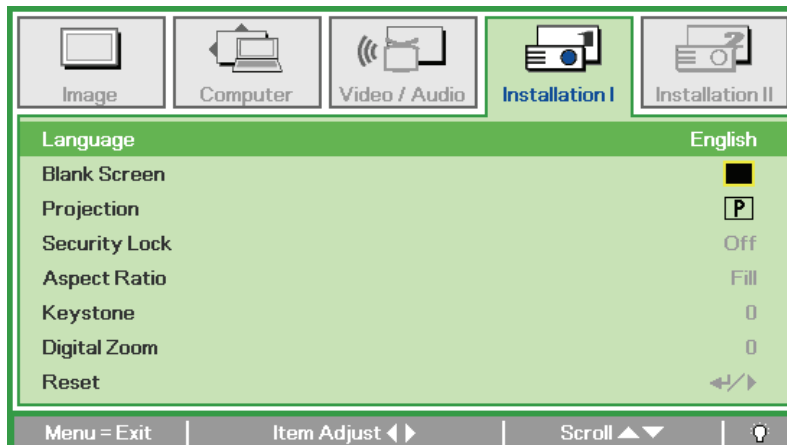 Image Computer Video / Audio Installation I Installation II
Language English
Blank Screen
Projection P
Security Lock Off
Aspect Ratio Fill
Keystone 0
Digital Zoom 0
Reset
Menu = Exit Item Adjust Scroll